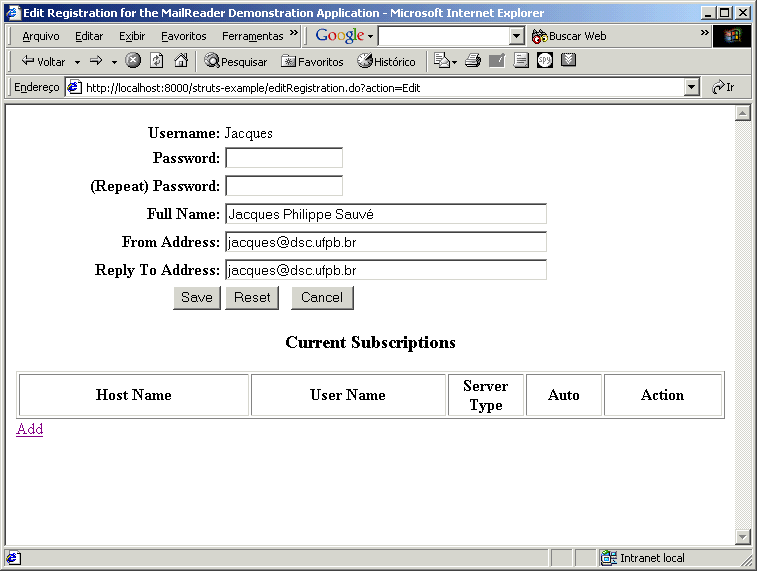 Edit Registration for the MailReader Demonstration Application - Microsoft Internet Explorer
Arquivo Editar Exibir Favoritos Ferramentas » Google Buscar Web »
Voltar Pesquisar Favoritos Histórico spy
Endereço http://localhost:8000/struts-example/editRegistration.do?action=Edit Ir
Username: Jacques
Password:
(Repeat) Password:
Full Name: Jacques Philippe Sauvé
From Address: jacques@dsc.ufpb.br
Reply To Address: jacques@dsc.ufpb.br
Save Reset Cancel
Current Subscriptions
Host Name User Name Server Type Auto Action
Add
Intranet local